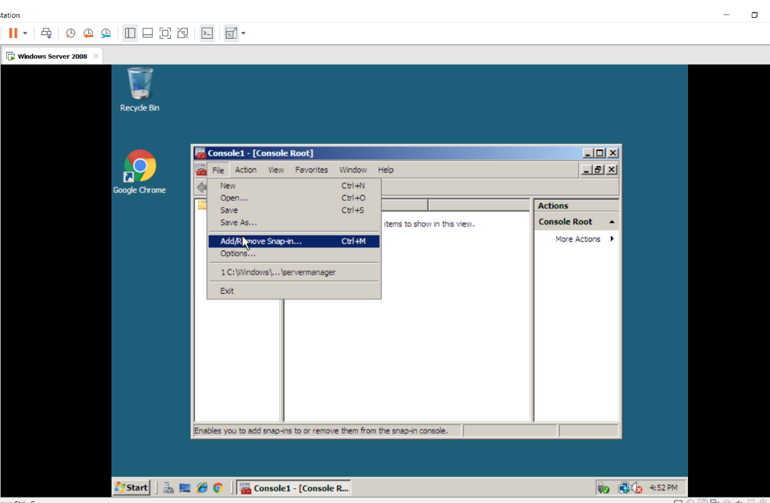 tation
Windows Server 2008
Recycle Bin
Google Chrome
Console1 - [Console Root]
File Action View Favorites Window Help
New Ctrl+N
Open... Ctrl+O
Save Ctrl+S
Save As...
Add/Remove Snap-in... Ctrl+M
Options...
1 C:\Windows\...\servermanager
Exit
items to show in this view.
Actions
Console Root
More Actions
Enables you to add snap-ins to or remove them from the snap-in console.
Start
Console1 - [Console R...
4:52 PM